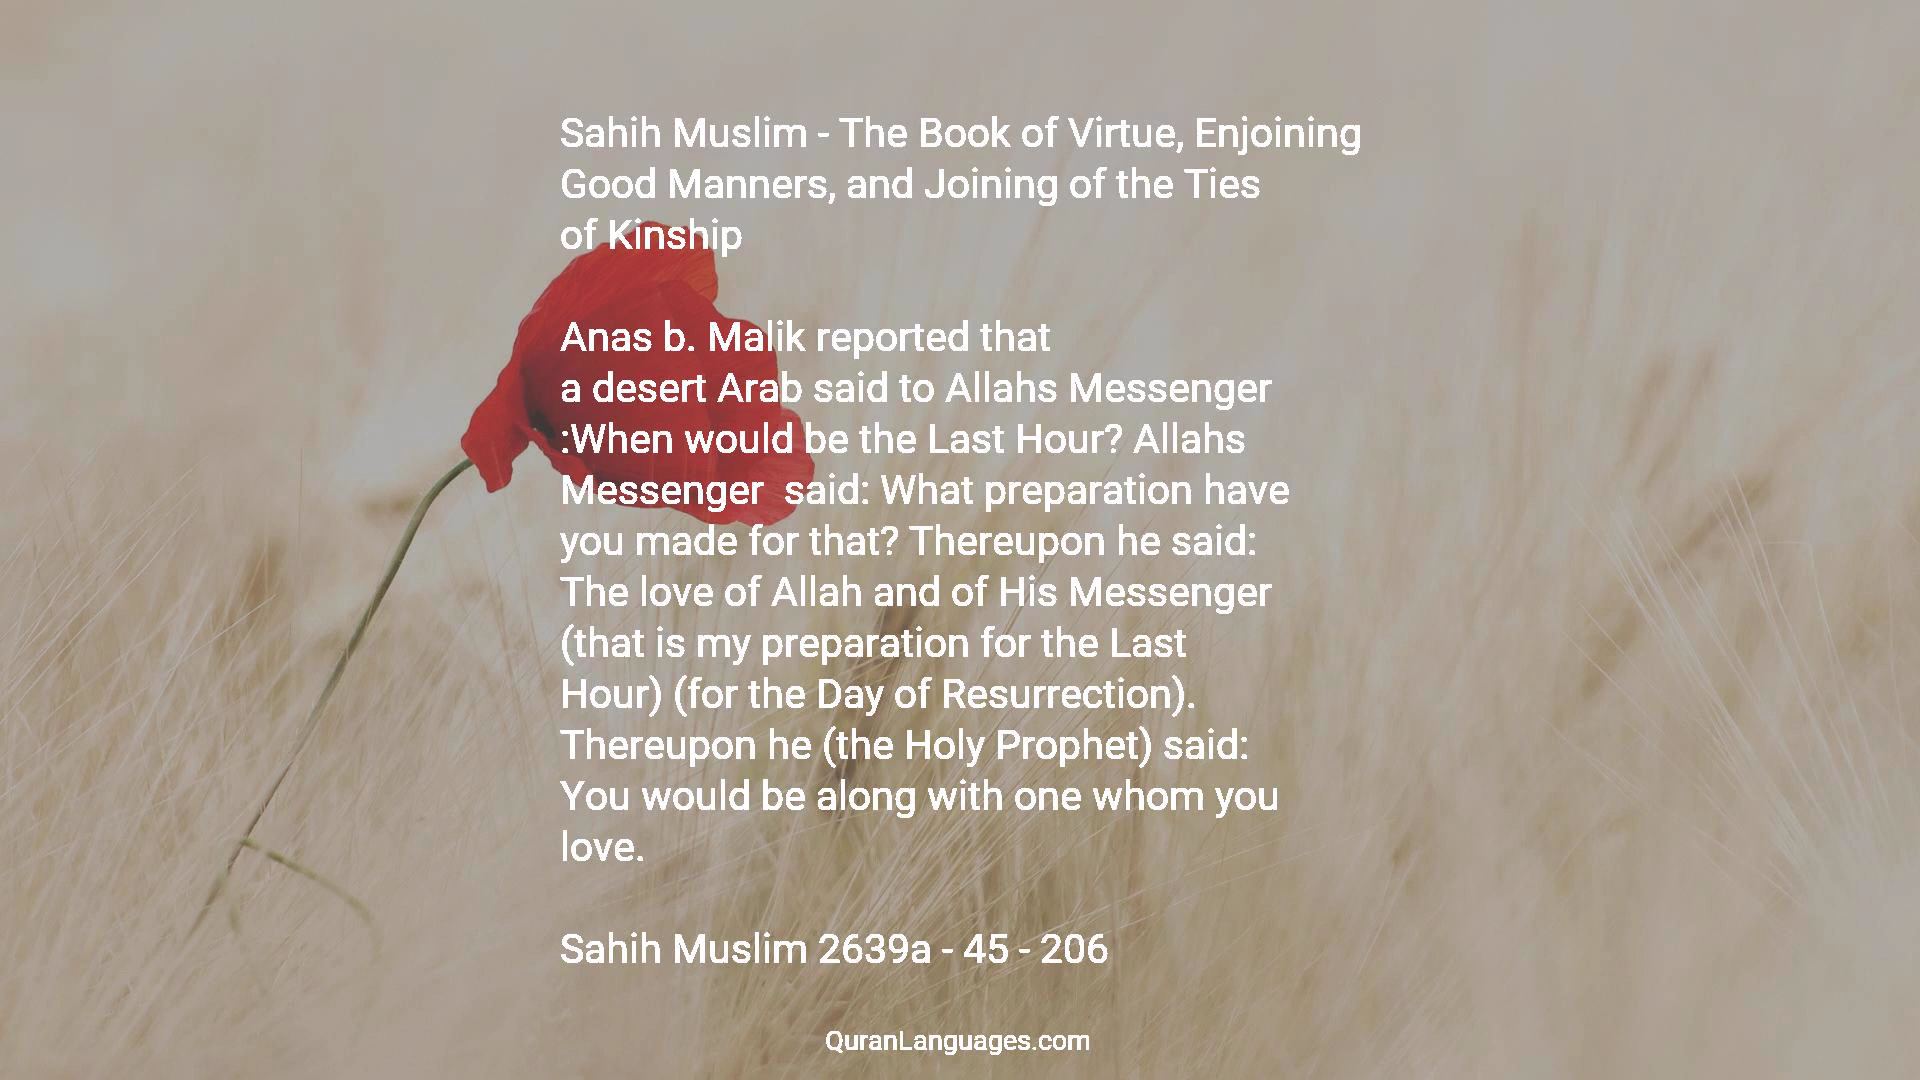 Sahih Muslim - The Book of Virtue, Enjoining
Good Manners, and Joining of the Ties
of Kinship
Anas b. Malik reported that
a desert Arab said to Allahs Messenger
:When would be the Last Hour? Allahs
Messenger  said: What preparation have
you made for that? Thereupon he said:
The love of Allah and of His Messenger
(that is my preparation for the Last
Hour) (for the Day of Resurrection).
Thereupon he (the Holy Prophet) said:
You would be along with one whom you
love.
Sahih Muslim 2639a - 45 - 206
QuranLanguages.com